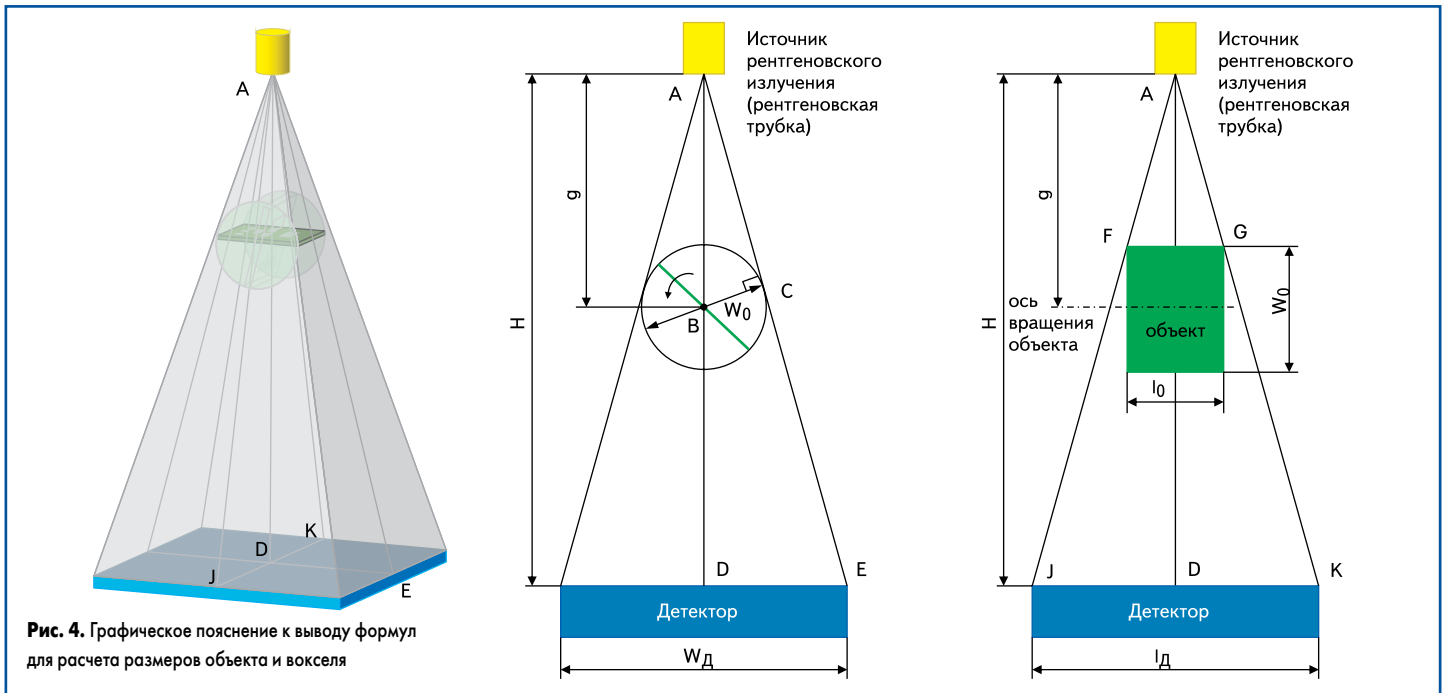 A
K
D
J
E
Рис. 4. Графическое пояснение к выводу формул
для расчета размеров объекта и вокселя
Источник
рентгеновского
излучения
(рентгеновская
трубка)
A
g
H
C
W0
B
D
E
Детектор
WД
Источник
рентгеновского
излучения
(рентгеновская
трубка)
A
g
F
G
H
ось
вращения
объекта
объект
W0
l0
J
D
K
Детектор
lД